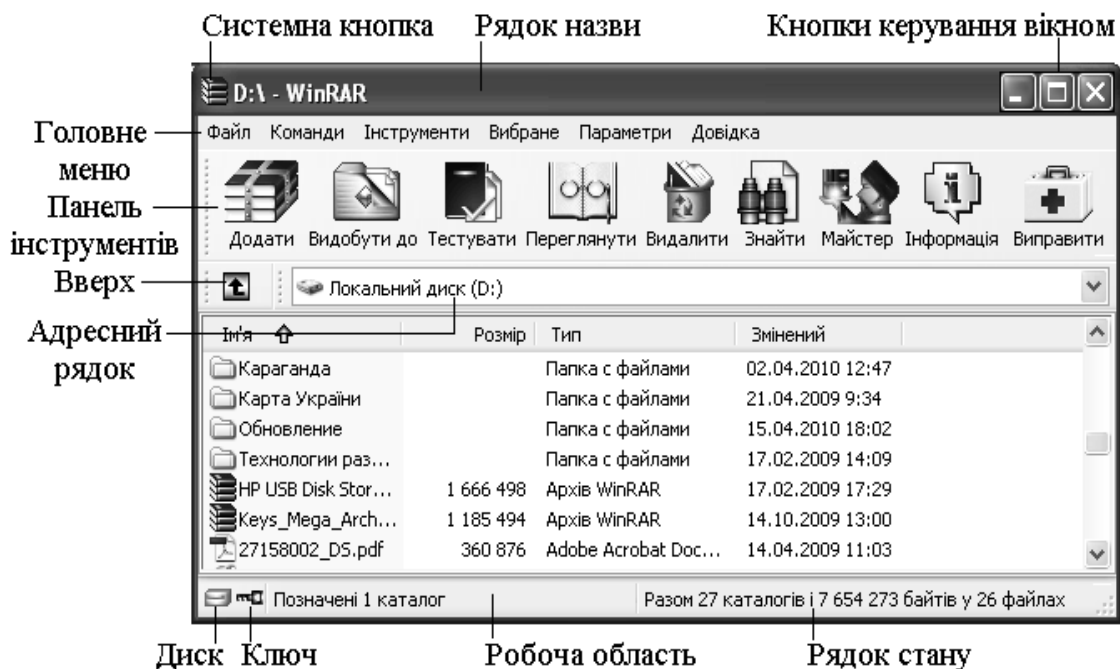 Системна кнопка Рядок назви Кнопки керування вікном
D:\ - WinRAR
Головне меню
Файл Команди Інструменти Вибране Параметри Довідка
Панель інструментів
Додати Видобути до Тестувати Переглянути Видалити Знайти Майстер Інформація Виправити
Вверх
Локальний диск (D:)
Адресний рядок
Ім'я Розмір Тип Змінений
Караганда Папка с файлами 02.04.2010 12:47
Карта України Папка с файлами 21.04.2009 9:34
Обновление Папка с файлами 15.04.2010 18:02
Технологии раз... Папка с файлами 17.02.2009 14:09
HP USB Disk Stor... 1 666 498 Архів WinRAR 17.02.2009 17:29
Keys_Mega_Arch... 1 185 494 Архів WinRAR 14.10.2009 13:00
27158002_DS.pdf 360 876 Adobe Acrobat Doc... 14.04.2009 11:03
Позначені 1 каталог Разом 27 каталогів і 7 654 273 байтів у 26 файлах
Диск Ключ Робоча область Рядок стану